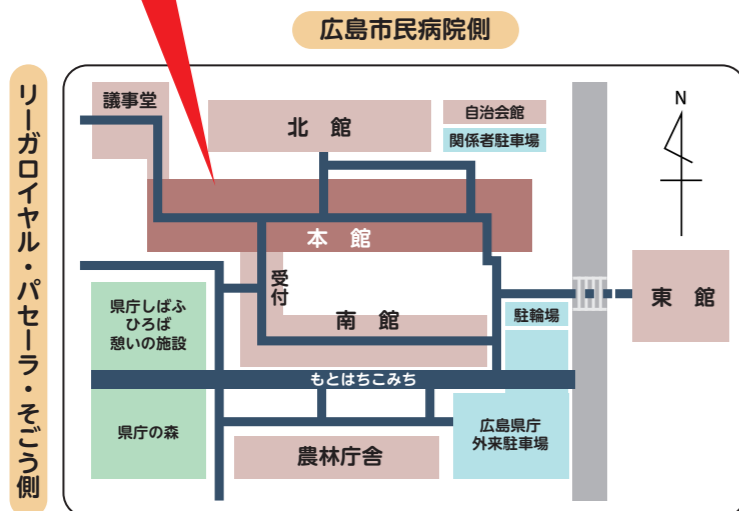 広島市民病院側
リーガロイヤル・パセーラ・そごう側
議事堂
北 館
自治会館
関係者駐車場
N
本 館
受付
東 館
県庁しばふ
ひろば
憩いの施設
南 館
駐輪場
もとはちこみち
県庁の森
農林庁舎
広島県庁
外来駐車場